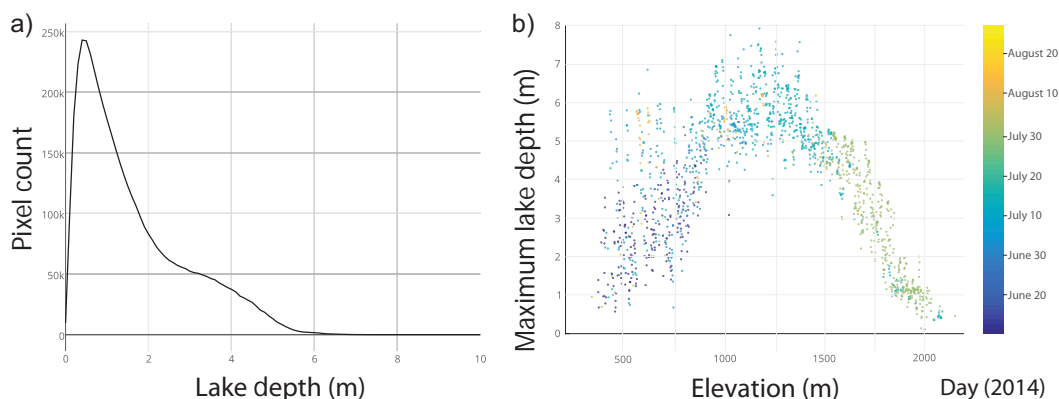 a)
250k
200k
150k
100k
50k
0
Pixel count
0 2 4 6 8 10
Lake depth (m)
b)
8
7
6
5
4
3
2
1
0
Maximum lake depth (m)
500 1000 1500 2000
Elevation (m)
August 20
August 10
July 30
July 20
July 10
June 30
June 20
Day (2014)